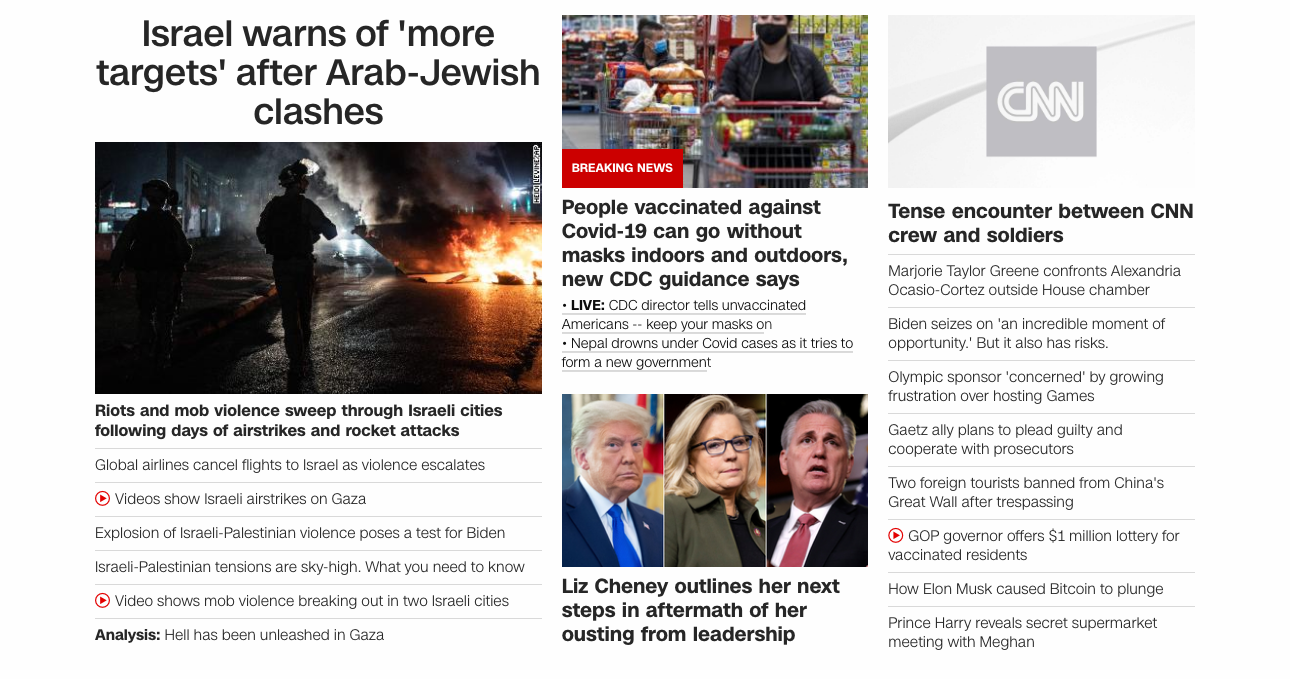 Israel warns of 'more
targets' after Arab-Jewish
clashes
HEIDI LEVINE/AP
Riots and mob violence sweep through Israeli cities
following days of airstrikes and rocket attacks
Global airlines cancel flights to Israel as violence escalates
Videos show Israeli airstrikes on Gaza
Explosion of Israeli-Palestinian violence poses a test for Biden
Israeli-Palestinian tensions are sky-high. What you need to know
Video shows mob violence breaking out in two Israeli cities
Analysis: Hell has been unleashed in Gaza
BREAKING NEWS
People vaccinated against
Covid-19 can go without
masks indoors and outdoors,
new CDC guidance says
• LIVE: CDC director tells unvaccinated
Americans -- keep your masks on
• Nepal drowns under Covid cases as it tries to
form a new government
Liz Cheney outlines her next
steps in aftermath of her
ousting from leadership
CNN
Tense encounter between CNN
crew and soldiers
Marjorie Taylor Greene confronts Alexandria
Ocasio-Cortez outside House chamber
Biden seizes on 'an incredible moment of
opportunity.' But it also has risks.
Olympic sponsor 'concerned' by growing
frustration over hosting Games
Gaetz ally plans to plead guilty and
cooperate with prosecutors
Two foreign tourists banned from China's
Great Wall after trespassing
GOP governor offers $1 million lottery for
vaccinated residents
How Elon Musk caused Bitcoin to plunge
Prince Harry reveals secret supermarket
meeting with Meghan